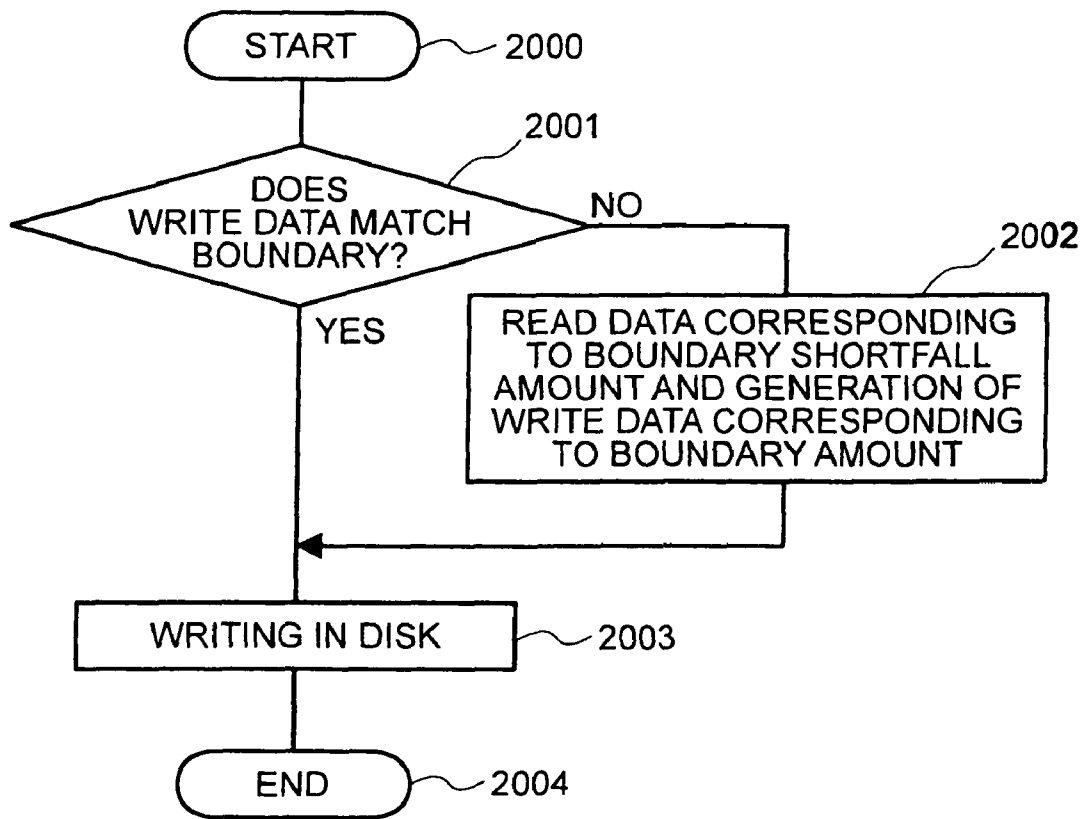 START
2000
2001
DOES
WRITE DATA MATCH
BOUNDARY?
NO
YES
2002
READ DATA CORRESPONDING
TO BOUNDARY SHORTFALL
AMOUNT AND GENERATION OF
WRITE DATA CORRESPONDING
TO BOUNDARY AMOUNT
WRITING IN DISK
2003
END
2004